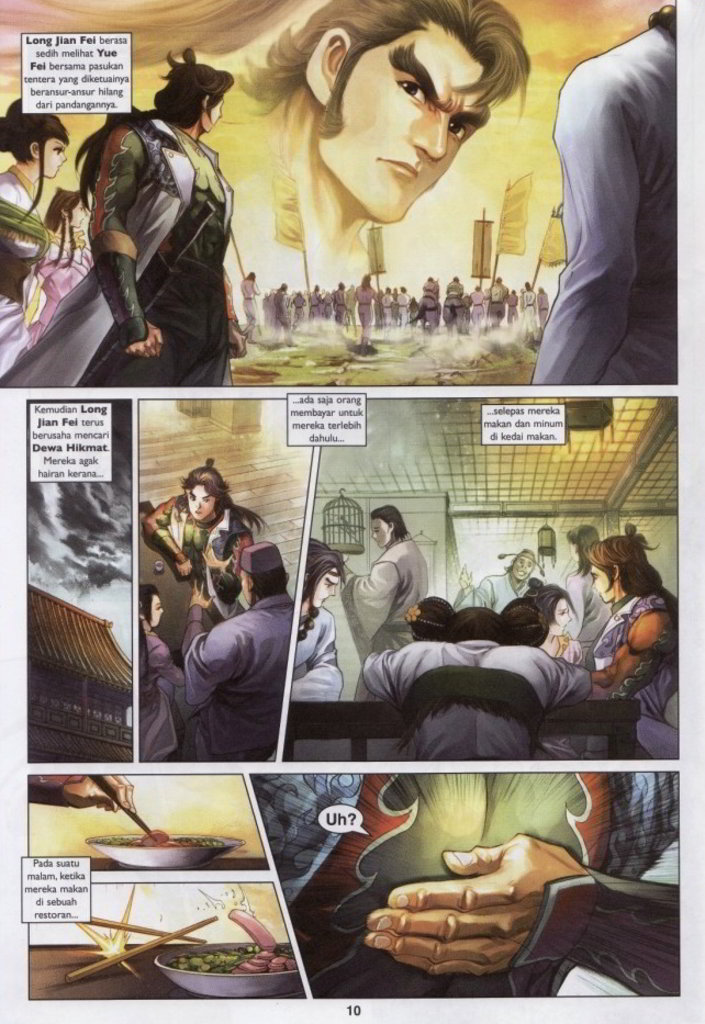 Long Jian Fei berasa
sedih melihat Yue
Fei bersama pasukan
tentera yang diketuainya
beransur-ansur hilang
dari pandangannya.
Kemudian Long
Jian Fei terus
berusaha mencari
Dewa Hikmat.
Mereka agak
hairan kerana...
...ada saja orang
membayar untuk
mereka terlebih
dahulu...
...selepas mereka
makan dan minum
di kedai makan.
Pada suatu
malam, ketika
mereka makan
di sebuah
restoran...
Uh?
10